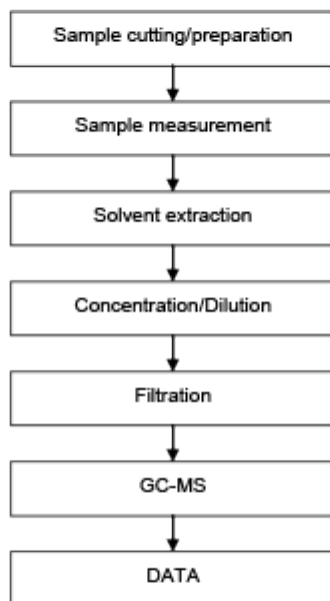 Sample cutting/preparation
Sample measurement
Solvent extraction
Concentration/Dilution
Filtration
GC-MS
DATA